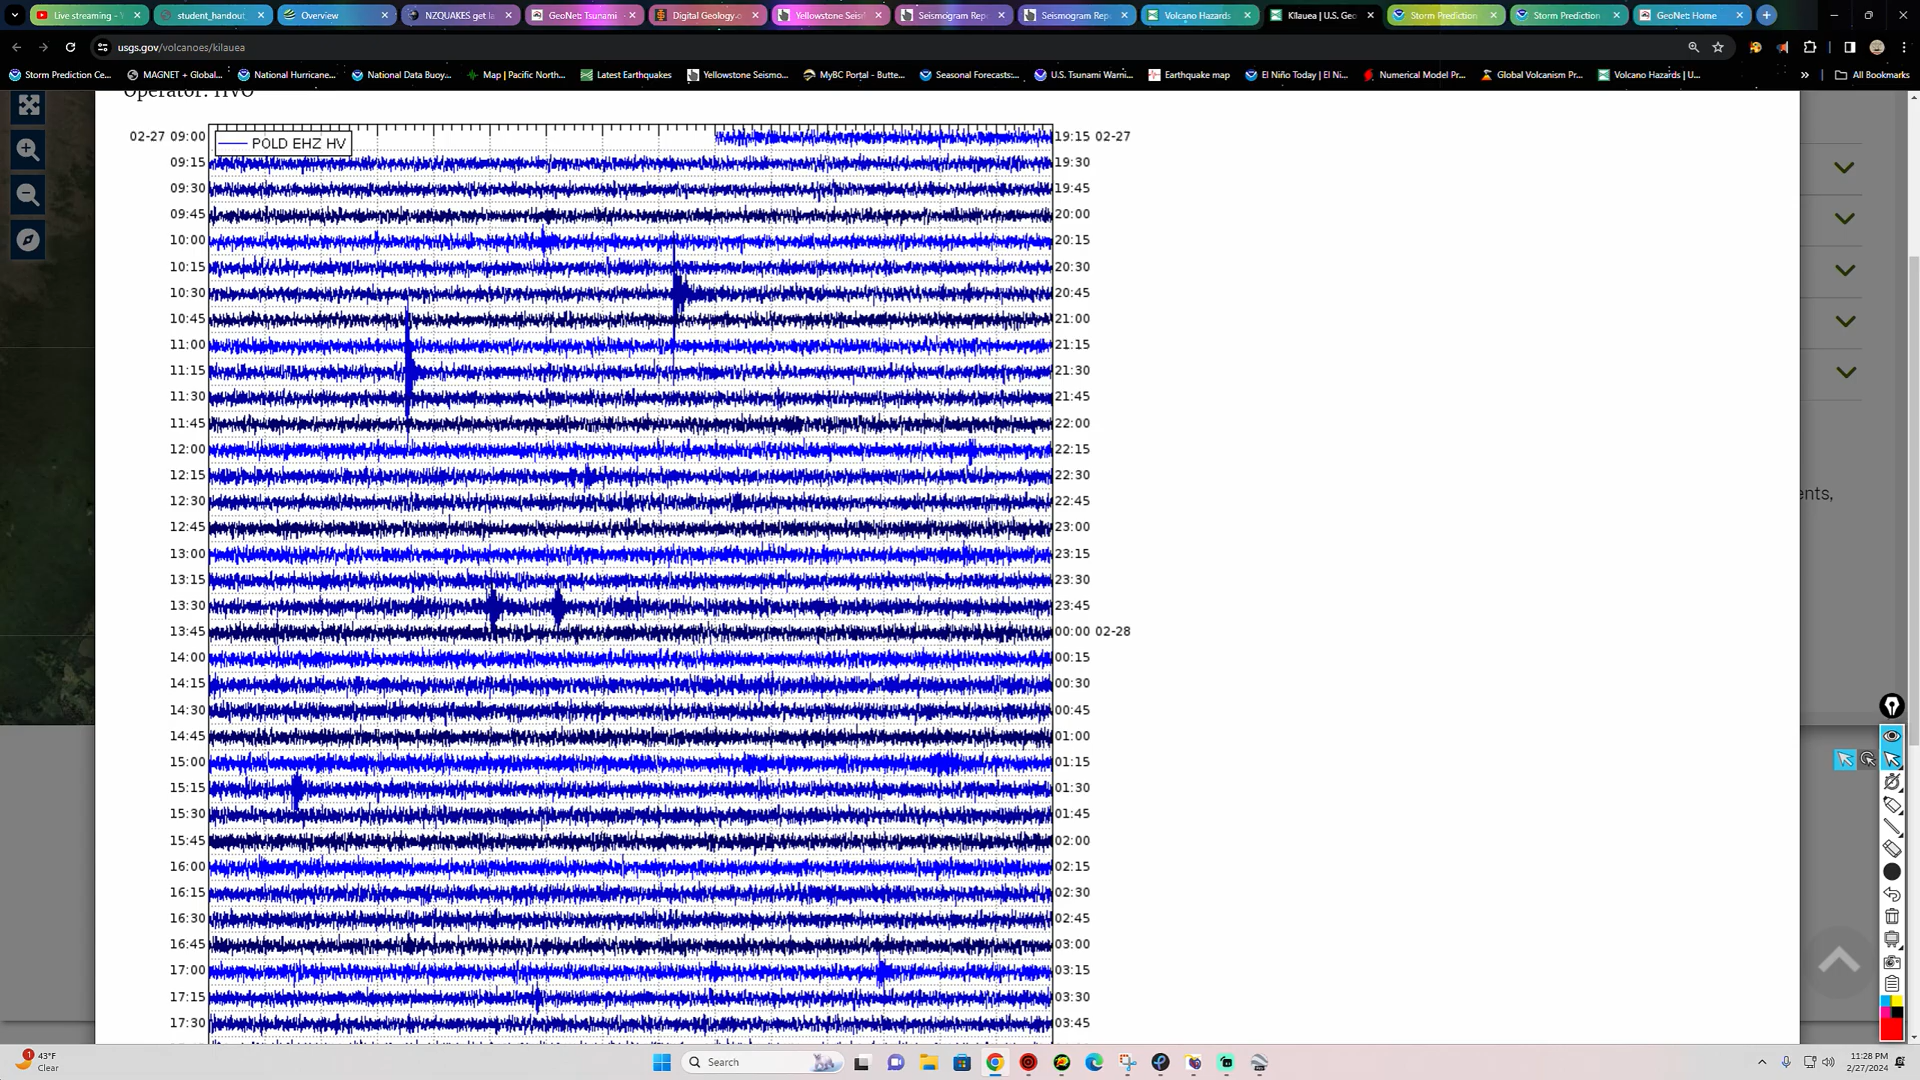 Live streaming - Y
student_handout
Overview
NZQUAKES get la
GeoNet: Tsunami
Digital Geology-
Yellowstone Seis
Seismogram Rep
Seismogram Rep
Volcano Hazards
Kīlauea | U.S. Geo
Storm Prediction
Storm Prediction
GeoNet: Home
usgs.gov/volcanoes/kilauea
Storm Prediction Ce...
MAGNET + Global...
National Hurricane...
National Data Buoy...
Map | Pacific North...
Latest Earthquakes
Yellowstone Seismo...
MyBC Portal - Butte...
Seasonal Forecasts:...
U.S. Tsunami Warni...
Earthquake map
El Niño Today | El Ni...
Numerical Model Pr...
Global Volcanism Pr...
Volcano Hazards | U...
All Bookmarks
Operator: HVO
POLD EHZ HV
02-27 09:00 19:15 02-27
09:15 19:30
09:30 19:45
09:45 20:00
10:00 20:15
10:15 20:30
10:30 20:45
10:45 21:00
11:00 21:15
11:15 21:30
11:30 21:45
11:45 22:00
12:00 22:15
12:15 22:30
12:30 22:45
12:45 23:00
13:00 23:15
13:15 23:30
13:30 23:45
13:45 00:00 02-28
14:00 00:15
14:15 00:30
14:30 00:45
14:45 01:00
15:00 01:15
15:15 01:30
15:30 01:45
15:45 02:00
16:00 02:15
16:15 02:30
16:30 02:45
16:45 03:00
17:00 03:15
17:15 03:30
17:30 03:45
ents,
1
43°F
Clear
Search
11:28 PM
2/27/2024